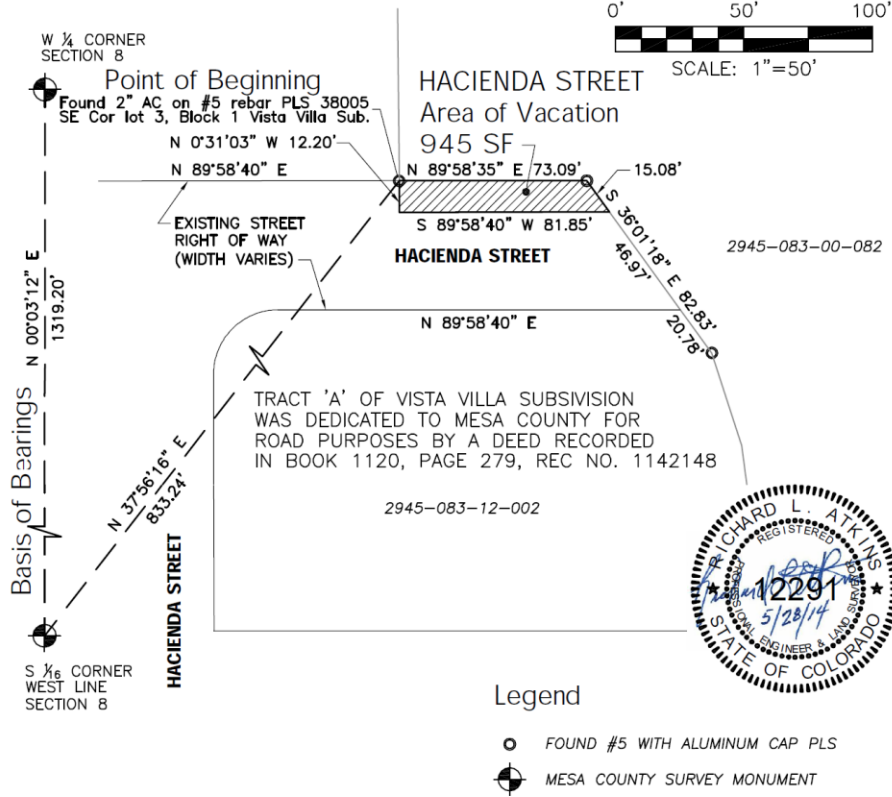 0' 50' 100'
SCALE: 1"=50'
W ¼ CORNER
SECTION 8
Point of Beginning
Found 2" AC on #5 rebar PLS 38005
SE Cor lot 3, Block 1 Vista Villa Sub.
N 0°31'03" W 12.20'
N 89°58'40" E
HACIENDA STREET
Area of Vacation
945 SF
N 89°58'35" E 73.09'
15.08'
S 36°01'18" E 82.83'
46.97'
20.78'
S 89°58'40" W 81.85'
HACIENDA STREET
2945-083-00-082
EXISTING STREET
RIGHT OF WAY
(WIDTH VARIES)
N 89°58'40" E
N 00°03'12" E
1319.20'
Basis of Bearings
N 37°56'16" E
833.24'
TRACT 'A' OF VISTA VILLA SUBSIVISION
WAS DEDICATED TO MESA COUNTY FOR
ROAD PURPOSES BY A DEED RECORDED
IN BOOK 1120, PAGE 279, REC NO. 1142148
2945-083-12-002
HACIENDA STREET
S 1⁄16 CORNER
WEST LINE
SECTION 8
RICHARD L. ATKINS
REGISTERED
12291
5/28/14
PROFESSIONAL ENGINEER & LAND SURVEYOR
STATE OF COLORADO
Legend
FOUND #5 WITH ALUMINUM CAP PLS
MESA COUNTY SURVEY MONUMENT